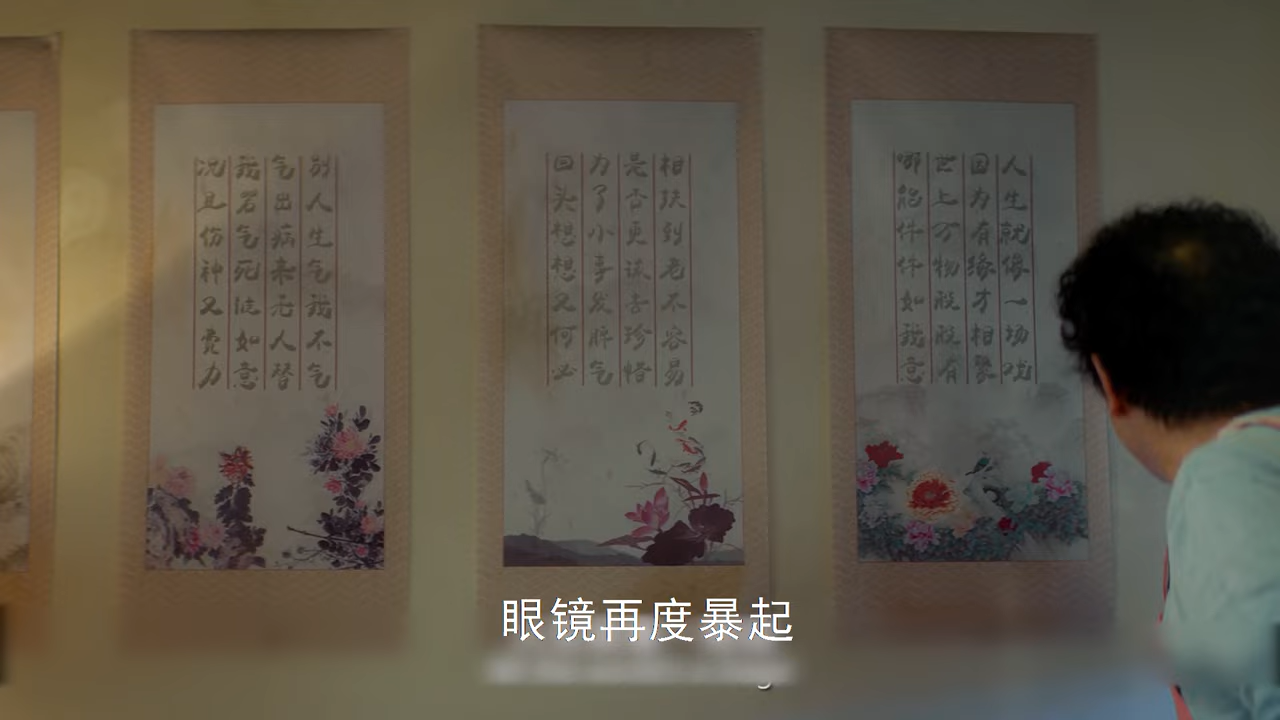 人生就像一场戏
因为有缘才相聚
世上万物般般有
哪能件件如我意
相扶到老不容易
是否更该去珍惜
为了小事发脾气
回头想想又何必
别人生气我不气
气出病来无人替
我若气死谁如意
况且伤神又费力
眼镜再度暴起